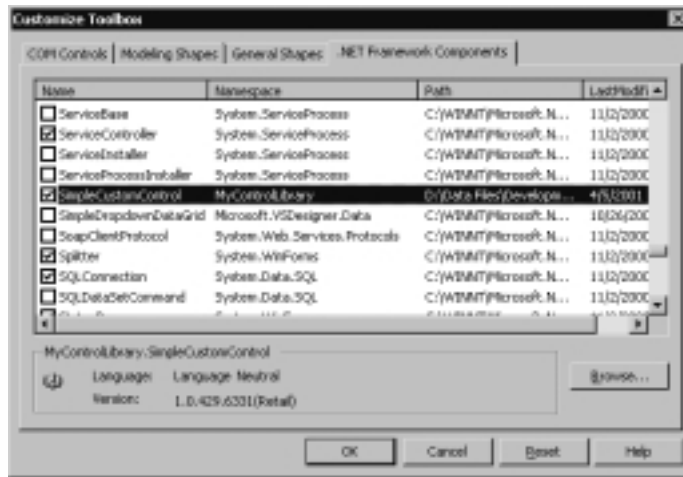 Customize Toolbox
COM Controls | Modeling Shapes | General Shapes | .NET Framework Components
Name Namespace Path LastModifi
ServiceBase System.ServiceProcess C:\WINNT\Microsoft.N... 11/2/2000
ServiceController System.ServiceProcess C:\WINNT\Microsoft.N... 11/2/2000
ServiceInstaller System.ServiceProcess C:\WINNT\Microsoft.N... 11/2/2000
ServiceProcessInstaller System.ServiceProcess C:\WINNT\Microsoft.N... 11/2/2000
SimpleCustomControl MyControlLibrary D:\Data Files\Developm... 4/5/2001
SimpleDropdownDataGrid Microsoft.VSDesigner.Data C:\WINNT\Microsoft.N... 10/26/200
SoapClientProtocol System.Web.Services.Protocols C:\WINNT\Microsoft.N... 11/2/2000
Splitter System.WinForms C:\WINNT\Microsoft.N... 11/2/2000
SQLConnection System.Data.SQL C:\WINNT\Microsoft.N... 11/2/2000
SQLDataSetCommand System.Data.SQL C:\WINNT\Microsoft.N... 11/2/2000
MyControlLibrary.SimpleCustomControl
Language: Language Neutral
Browse...
Version: 1.0.429.6331(Retail)
OK Cancel Reset Help